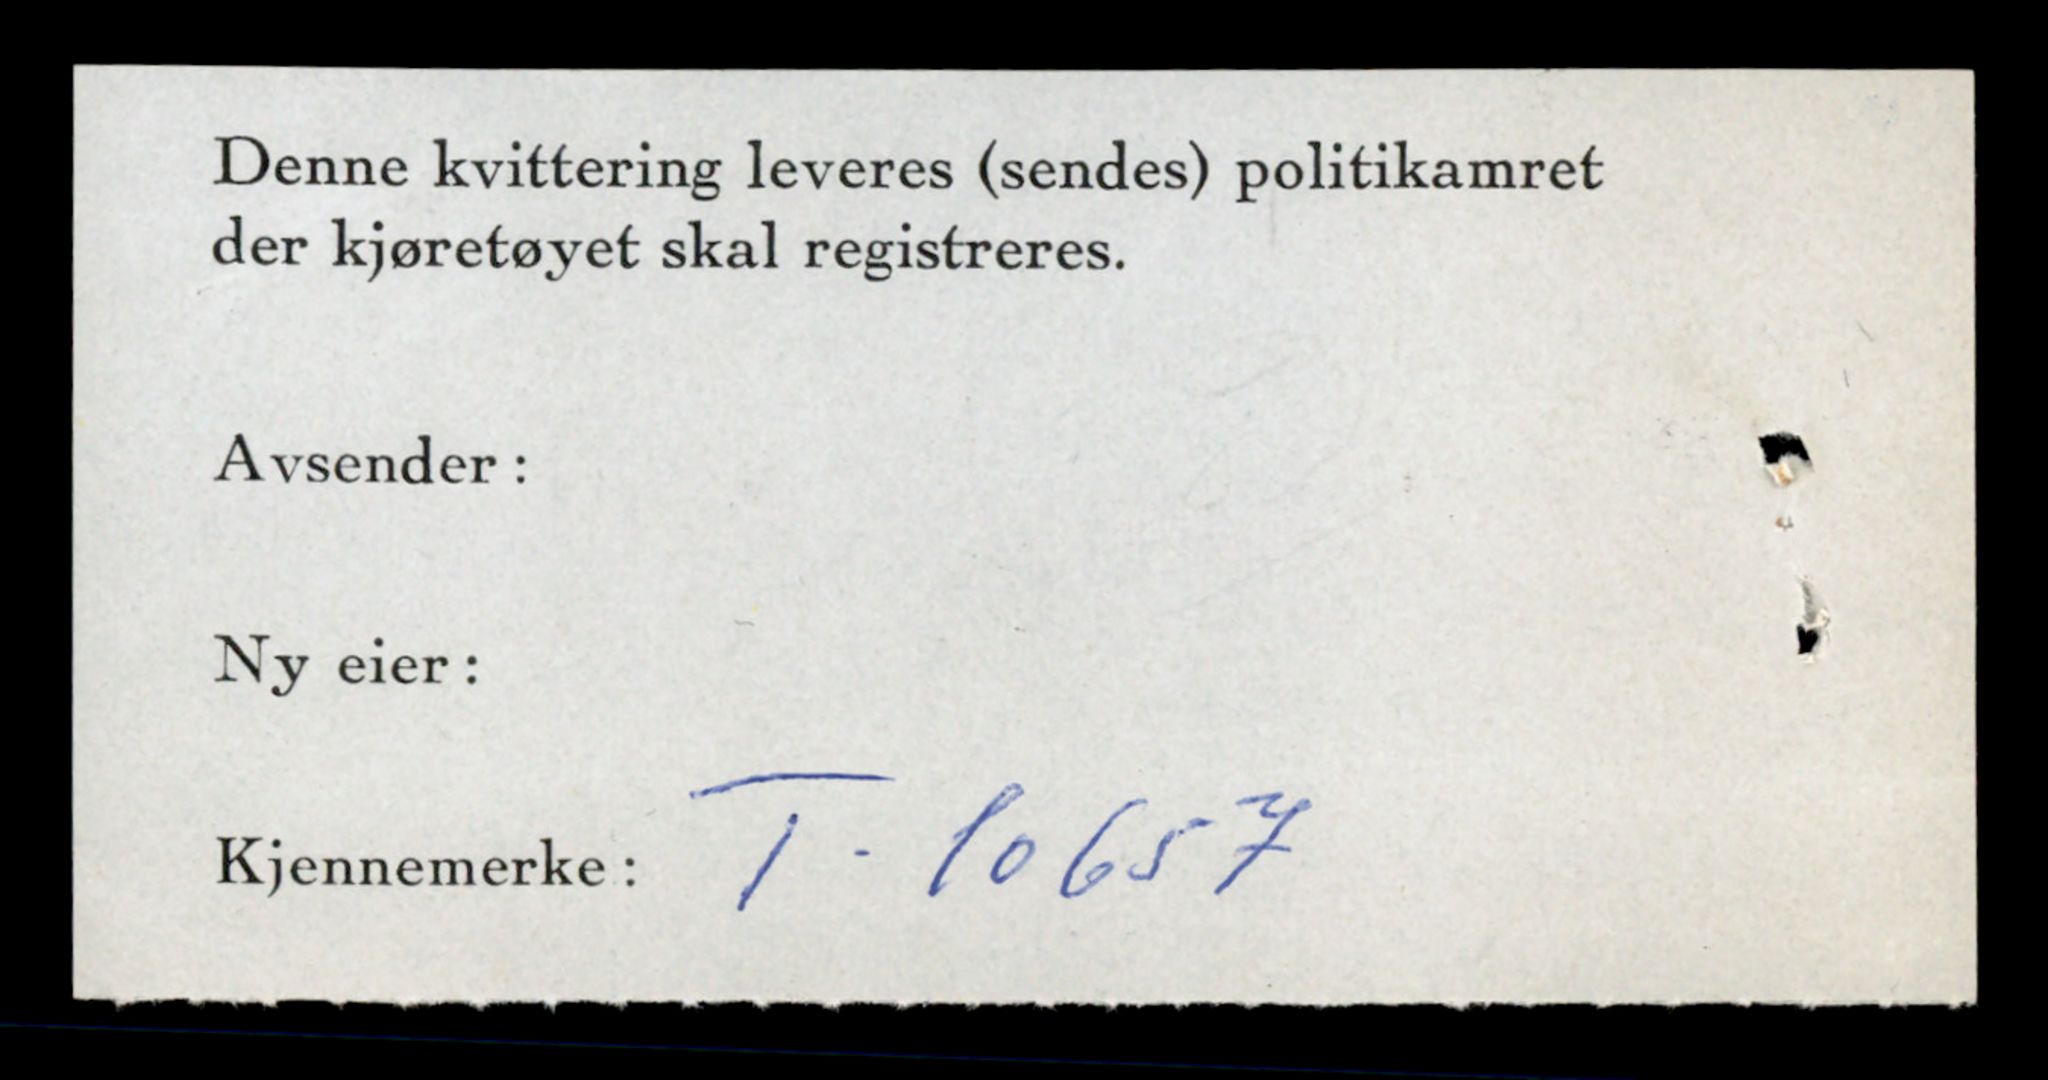 Denne kvittering leveres (sendes) politikamret
der kjøretøyet skal registreres.
Avsender:
Ny eier:
Kjennemerke: T - 10657